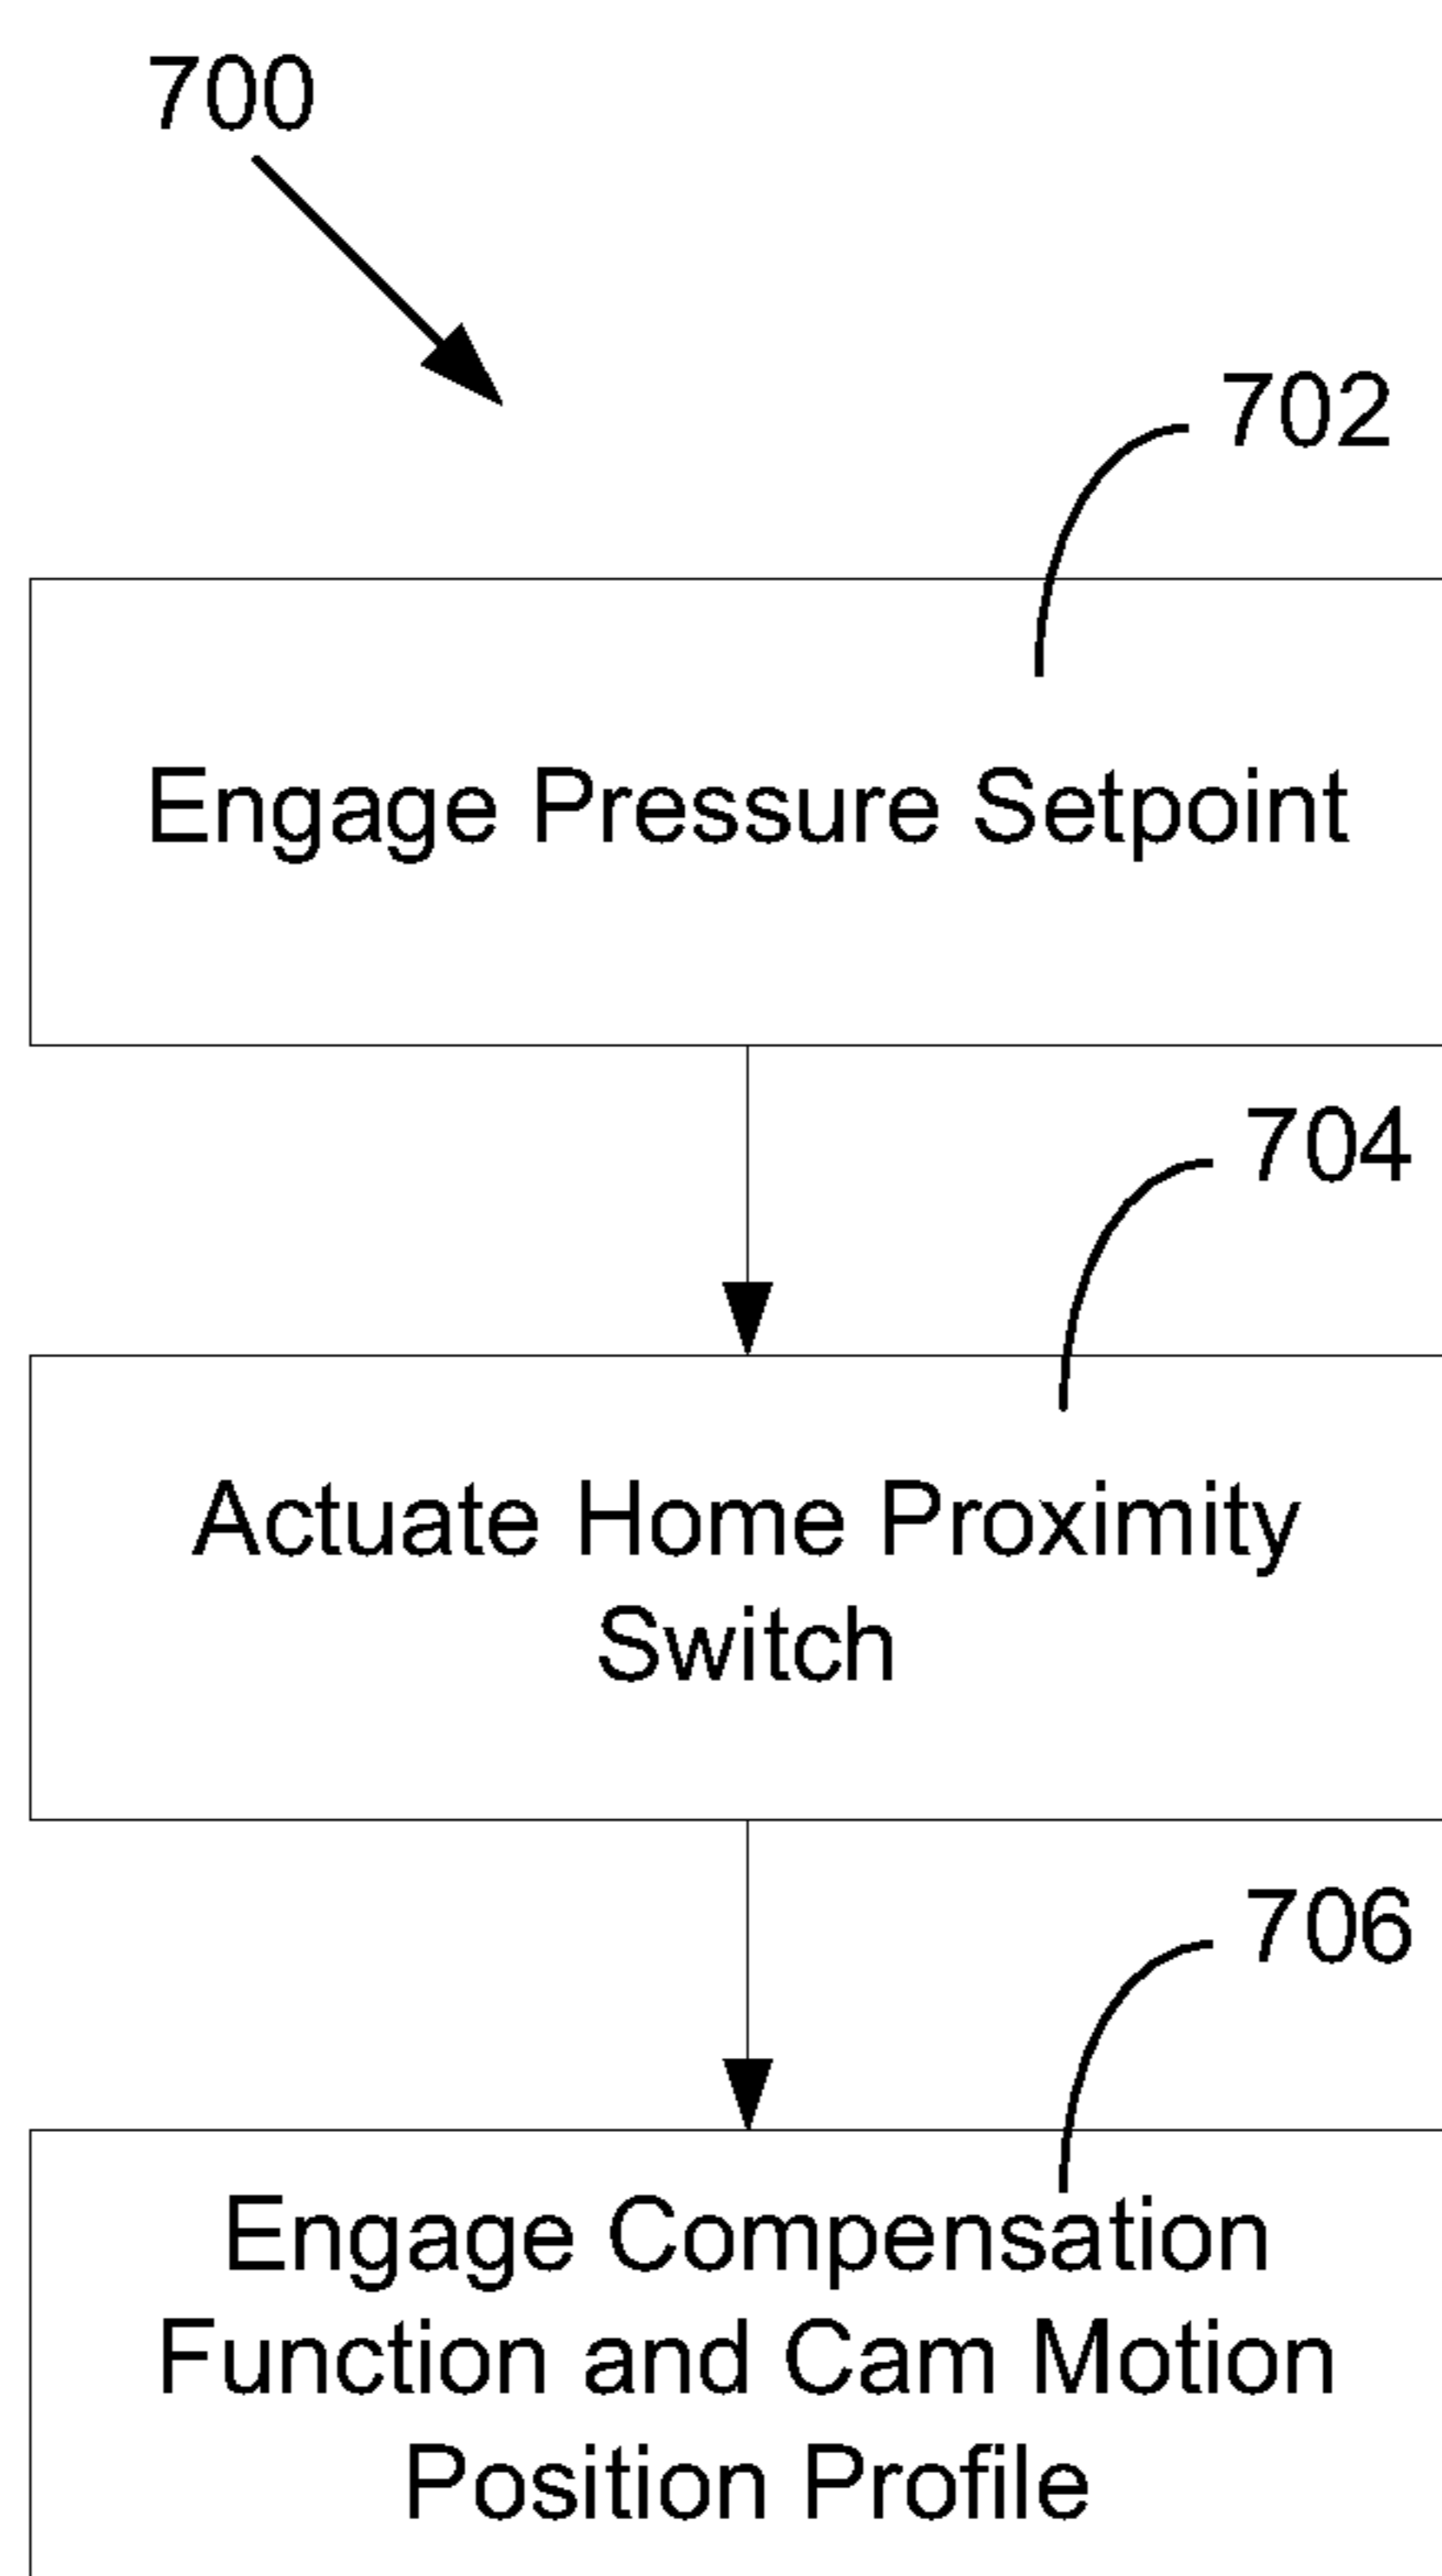 700
702
Engage Pressure Setpoint
704
Actuate Home Proximity
Switch
706
Engage Compensation
Function and Cam Motion
Position Profile